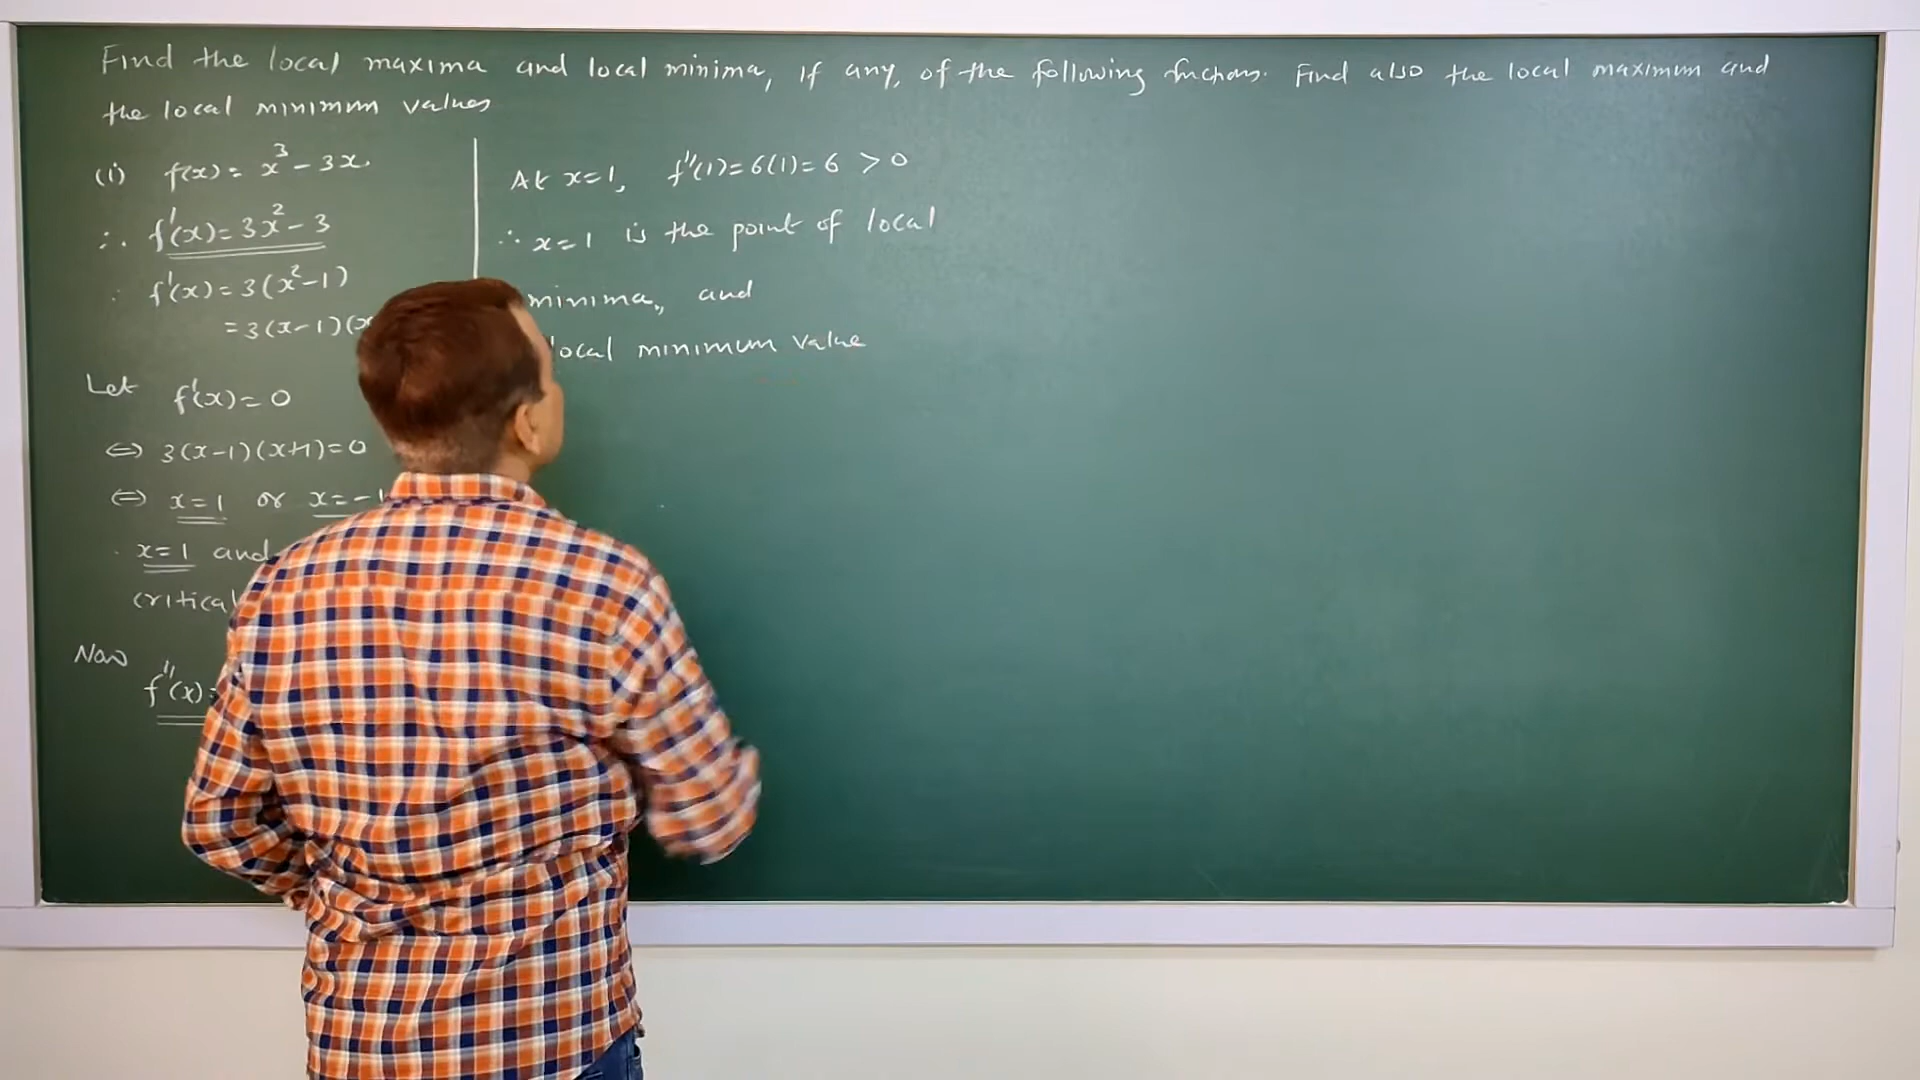 Find the local maxima and local minima, if any, of the following functions. Find also the local maximum and
the local minimum values
(i) f(x) = x³ - 3x.
∴ f'(x) = 3x² - 3
∴ f'(x) = 3(x² - 1)
= 3(x-1)(x
Let f'(x) = 0
⇔ 3(x-1)(x+1) = 0
⇔ x = 1 or x = -1
x = 1 and
critical
Now
f''(x) =
At x=1, f''(1) = 6(1) = 6 > 0
∴ x = 1 is the point of local
minima, and
local minimum value